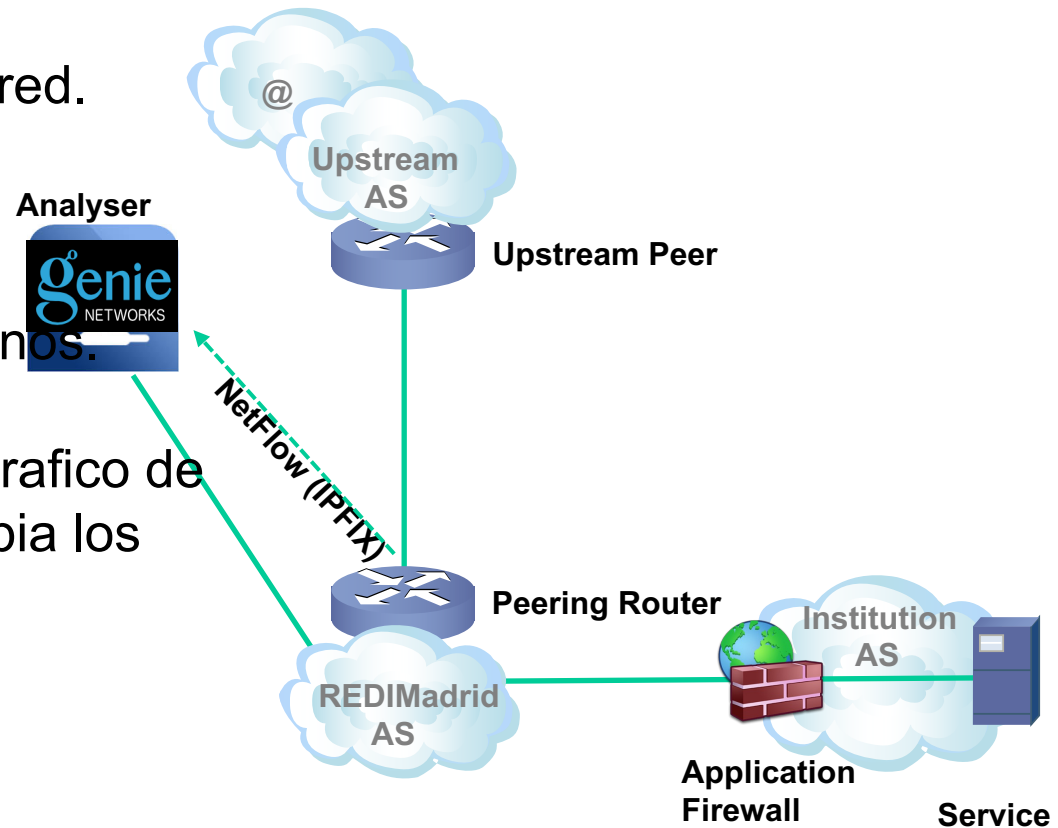 red.
@
Upstream
AS
Analyser
Upstream Peer
genie
NETWORKS
nos.
NetFlow (IPFIX)
rafico de
bia los
Peering Router
Institution
AS
REDIMadrid
AS
Application
Firewall
Service